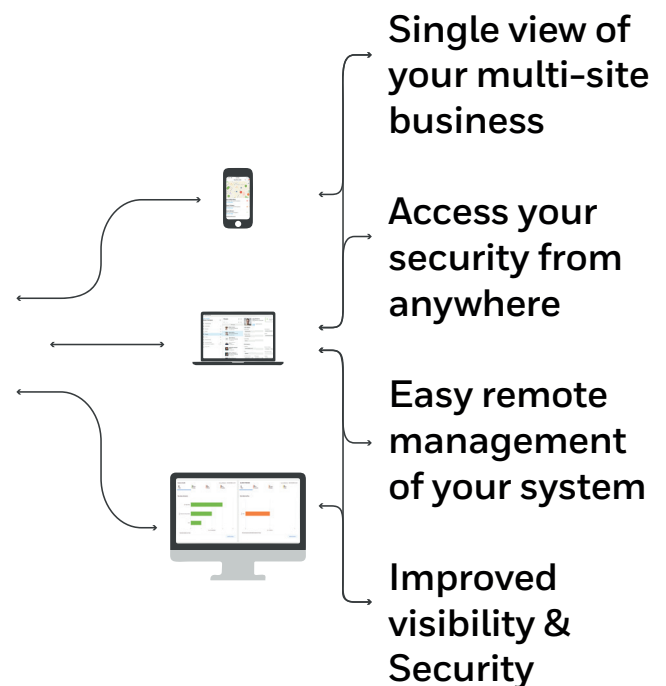 Single view of
your multi-site
business
Access your
security from
anywhere
Easy remote
management
of your system
Improved
visibility &
Security